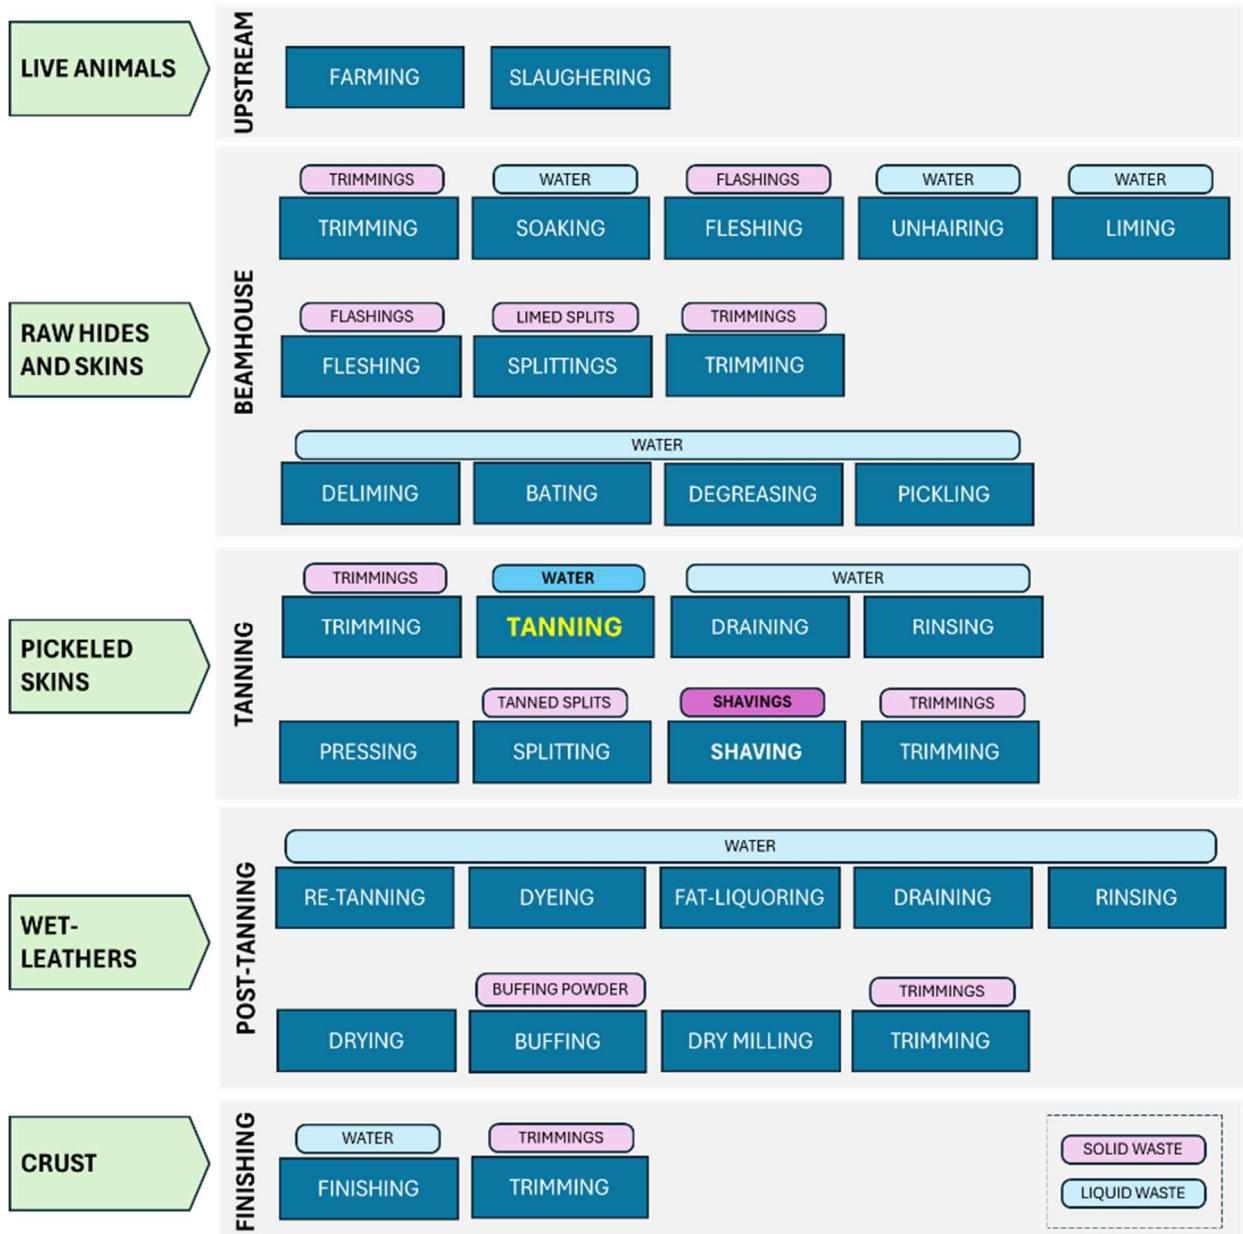 LIVE ANIMALS
UPSTREAM
FARMING
SLAUGHERING
RAW HIDES
AND SKINS
BEAMHOUSE
TRIMMINGS
WATER
FLASHINGS
WATER
WATER
TRIMMING
SOAKING
FLESHING
UNHAIRING
LIMING
FLASHINGS
LIMED SPLITS
TRIMMINGS
FLESHING
SPLITTINGS
TRIMMING
WATER
DELIMING
BATING
DEGREASING
PICKLING
PICKELED
SKINS
TANNING
TRIMMINGS
WATER
WATER
TRIMMING
TANNING
DRAINING
RINSING
TANNED SPLITS
SHAVINGS
TRIMMINGS
PRESSING
SPLITTING
SHAVING
TRIMMING
WET-
LEATHERS
POST-TANNING
WATER
RE-TANNING
DYEING
FAT-LIQUORING
DRAINING
RINSING
BUFFING POWDER
TRIMMINGS
DRYING
BUFFING
DRY MILLING
TRIMMING
CRUST
FINISHING
WATER
TRIMMINGS
FINISHING
TRIMMING
SOLID WASTE
LIQUID WASTE